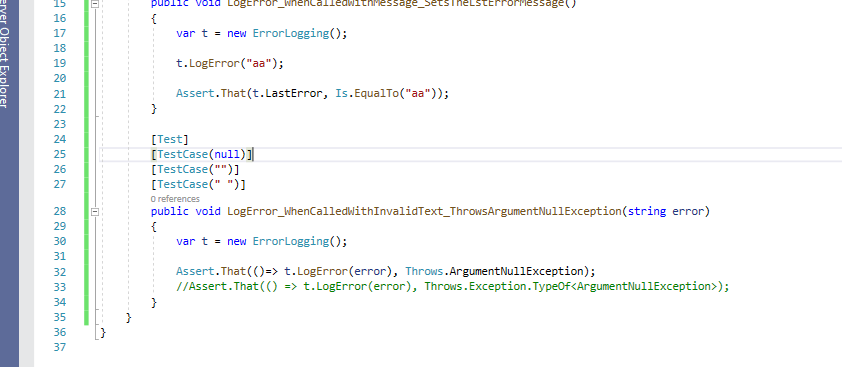 erver Object Explorer
15 public void LogError_WhenCalledWithMessage_SetsTheLstErrorMessage()
16 {
17 var t = new ErrorLogging();
18
19 t.LogError("aa");
20
21 Assert.That(t.LastError, Is.EqualTo("aa"));
22 }
23
24 [Test]
25 [TestCase(null)]
26 [TestCase("")]
27 [TestCase(" ")]
0 references
28 public void LogError_WhenCalledWithInvalidText_ThrowsArgumentNullException(string error)
29 {
30 var t = new ErrorLogging();
31
32 Assert.That(()=> t.LogError(error), Throws.ArgumentNullException);
33 //Assert.That(() => t.LogError(error), Throws.Exception.TypeOf<ArgumentNullException>);
34 }
35 }
36 }
37